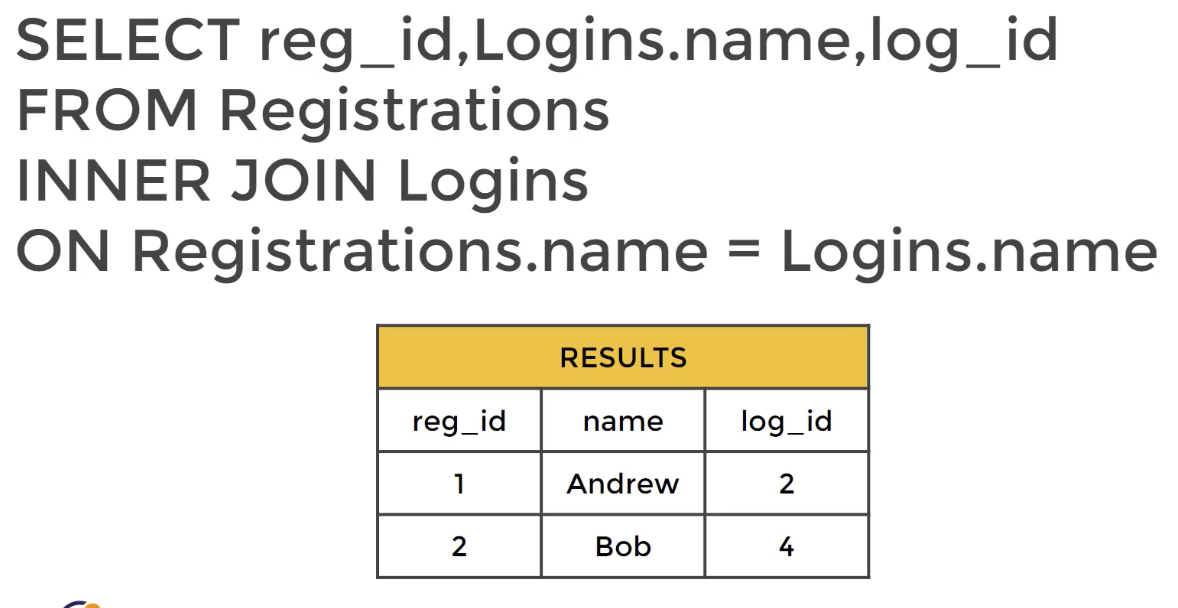 SELECT reg_id,Logins.name,log_id
FROM Registrations
INNER JOIN Logins
ON Registrations.name = Logins.name
RESULTS
reg_id name log_id
1 Andrew 2
2 Bob 4